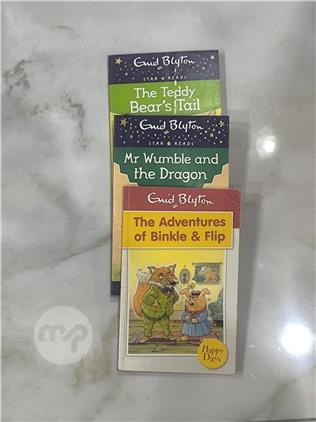 Enid Blyton
STAR READS
The Teddy
Bear's Tail
Enid Blyton
STAR READS
Mr Wumble and
the Dragon
Enid Blyton
The Adventures
of Binkle & Flip
Happy
Days
mp